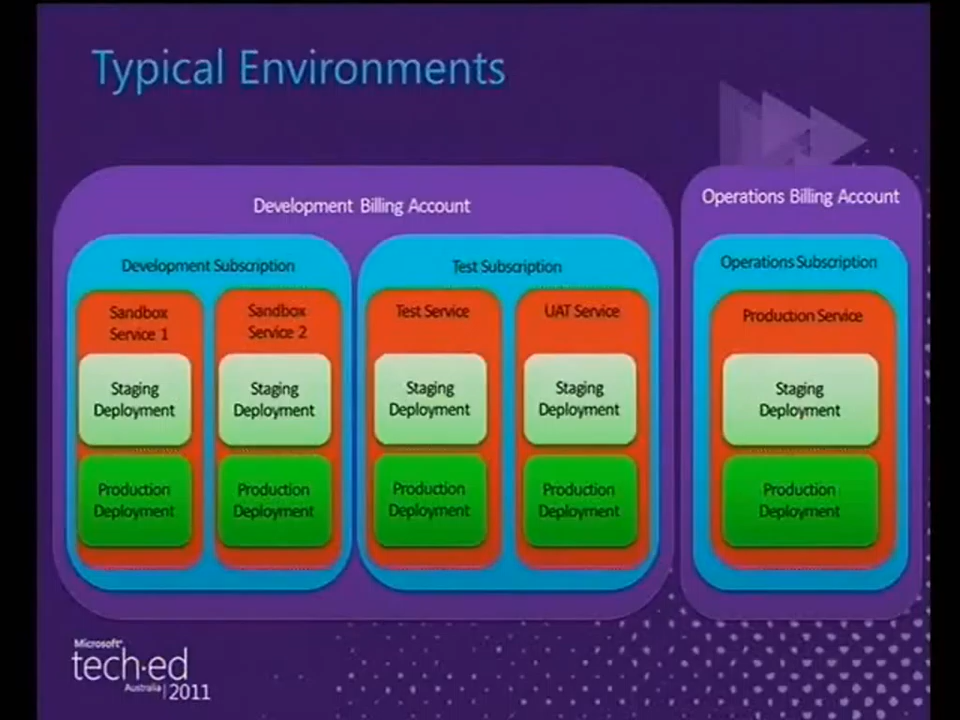 Typical Environments
Development Billing Account
Operations Billing Account
Development Subscription
Test Subscription
Operations Subscription
Sandbox
Service 1
Sandbox
Service 2
Test Service
UAT Service
Production Service
Staging
Deployment
Staging
Deployment
Staging
Deployment
Staging
Deployment
Staging
Deployment
Production
Deployment
Production
Deployment
Production
Deployment
Production
Deployment
Production
Deployment
Microsoft
tech·ed
Australia | 2011